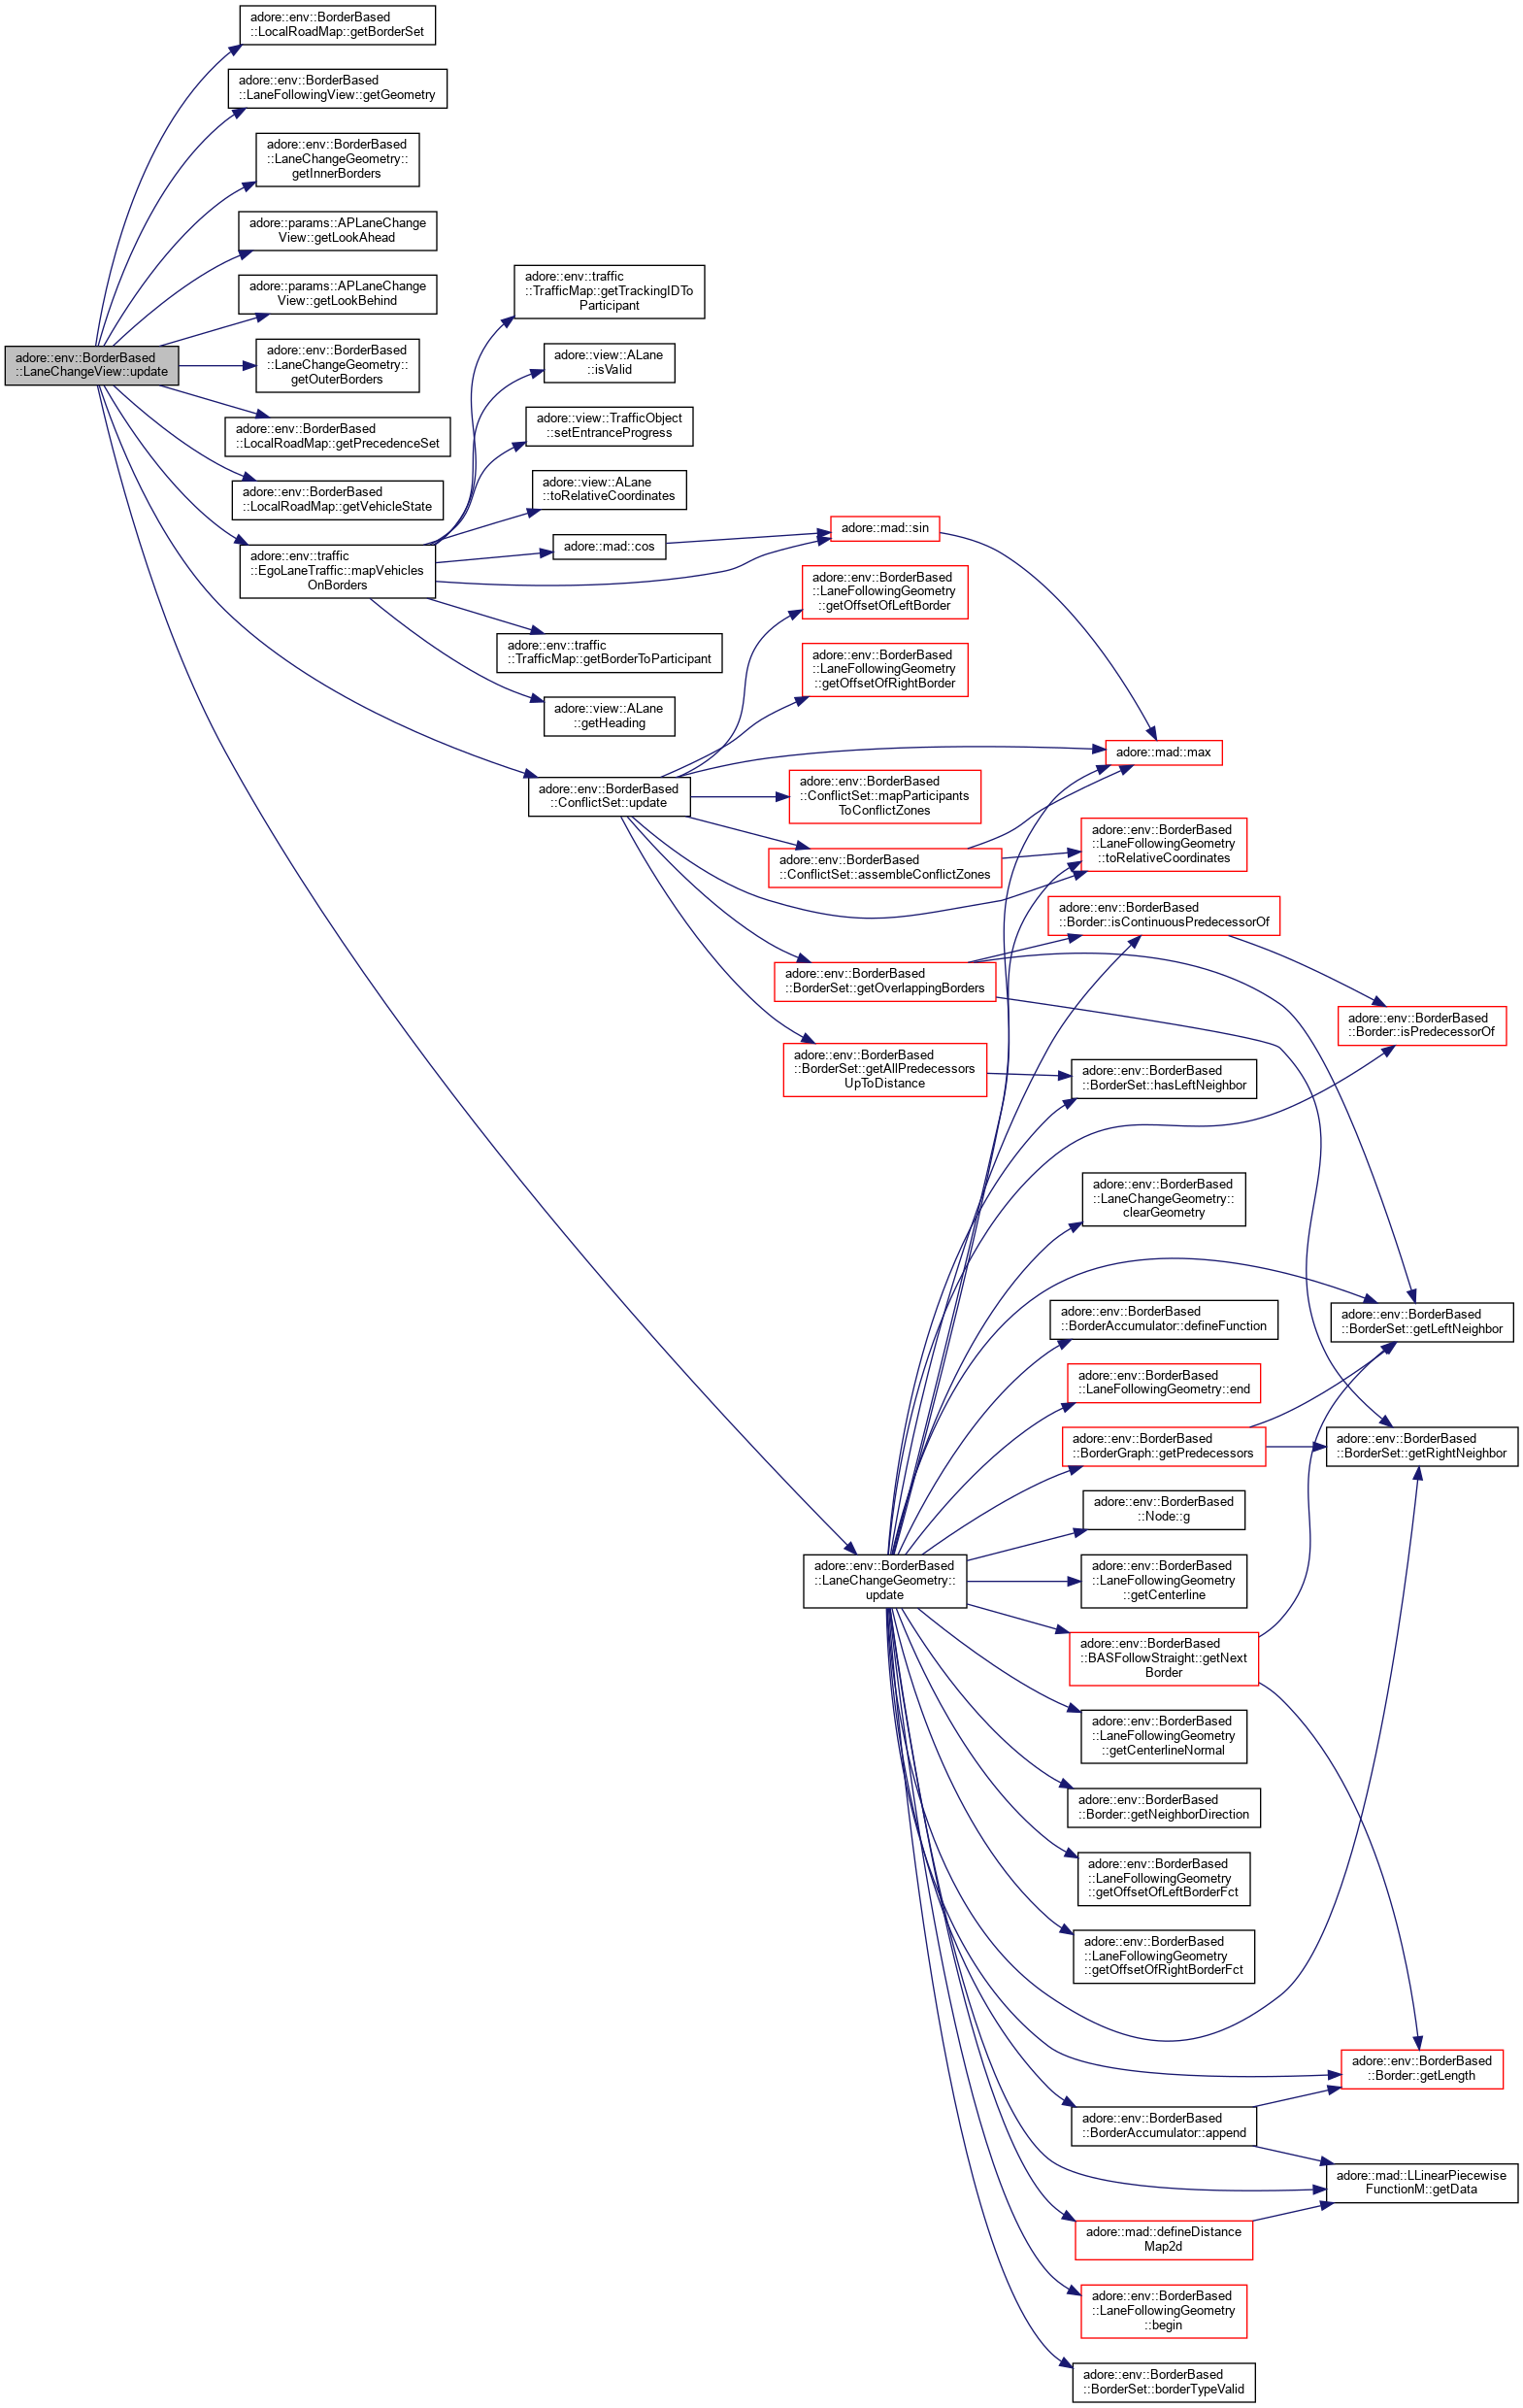 adore::env::BorderBased
::LocalRoadMap::getBorderSet
adore::env::BorderBased
::LaneFollowingView::getGeometry
adore::env::BorderBased
::LaneChangeGeometry::
getInnerBorders
adore::params::APLaneChange
View::getLookAhead
adore::params::APLaneChange
View::getLookBehind
adore::env::BorderBased
::LaneChangeView::update
adore::env::BorderBased
::LaneChangeGeometry::
getOuterBorders
adore::env::BorderBased
::LocalRoadMap::getPrecedenceSet
adore::env::BorderBased
::LocalRoadMap::getVehicleState
adore::env::traffic
::EgoLaneTraffic::mapVehicles
OnBorders
adore::env::traffic
::TrafficMap::getTrackingIDTo
Participant
adore::view::ALane
::isValid
adore::view::TrafficObject
::setEntranceProgress
adore::view::ALane
::toRelativeCoordinates
adore::mad::cos
adore::mad::sin
adore::env::traffic
::TrafficMap::getBorderToParticipant
adore::view::ALane
::getHeading
adore::env::BorderBased
::ConflictSet::update
adore::env::BorderBased
::LaneFollowingGeometry
::getOffsetOfLeftBorder
adore::env::BorderBased
::LaneFollowingGeometry
::getOffsetOfRightBorder
adore::mad::max
adore::env::BorderBased
::ConflictSet::mapParticipants
ToConflictZones
adore::env::BorderBased
::ConflictSet::assembleConflictZones
adore::env::BorderBased
::LaneFollowingGeometry
::toRelativeCoordinates
adore::env::BorderBased
::Border::isContinuousPredecessorOf
adore::env::BorderBased
::BorderSet::getOverlappingBorders
adore::env::BorderBased
::Border::isPredecessorOf
adore::env::BorderBased
::BorderSet::getAllPredecessors
UpToDistance
adore::env::BorderBased
::BorderSet::hasLeftNeighbor
adore::env::BorderBased
::LaneChangeGeometry::
clearGeometry
adore::env::BorderBased
::BorderAccumulator::defineFunction
adore::env::BorderBased
::BorderSet::getLeftNeighbor
adore::env::BorderBased
::LaneFollowingGeometry::end
adore::env::BorderBased
::BorderGraph::getPredecessors
adore::env::BorderBased
::BorderSet::getRightNeighbor
adore::env::BorderBased
::Node::g
adore::env::BorderBased
::LaneChangeGeometry::
update
adore::env::BorderBased
::LaneFollowingGeometry
::getCenterline
adore::env::BorderBased
::BASFollowStraight::getNext
Border
adore::env::BorderBased
::LaneFollowingGeometry
::getCenterlineNormal
adore::env::BorderBased
::Border::getNeighborDirection
adore::env::BorderBased
::LaneFollowingGeometry
::getOffsetOfLeftBorderFct
adore::env::BorderBased
::LaneFollowingGeometry
::getOffsetOfRightBorderFct
adore::env::BorderBased
::Border::getLength
adore::env::BorderBased
::BorderAccumulator::append
adore::mad::LLinearPiecewise
FunctionM::getData
adore::mad::defineDistance
Map2d
adore::env::BorderBased
::LaneFollowingGeometry
::begin
adore::env::BorderBased
::BorderSet::borderTypeValid